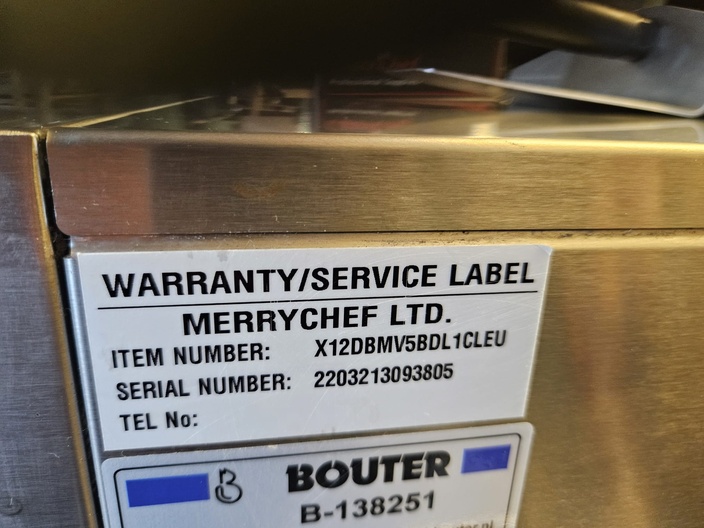 WARRANTY/SERVICE LABEL
MERRYCHEF LTD.
ITEM NUMBER: X12DBMV5BDL1CLEU
SERIAL NUMBER: 2203213093805
TEL No:
BOUTER
B-138251